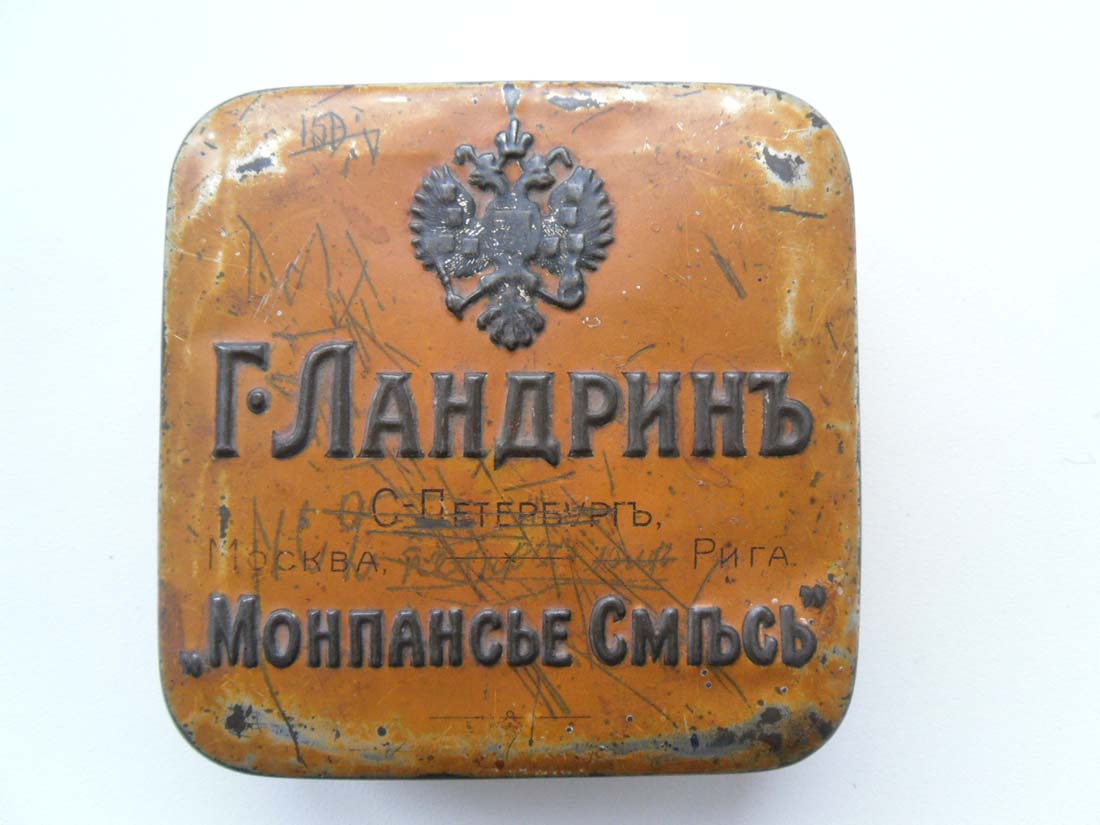 Г. Ландринъ
С-Петербургъ,
Москва, Рига.
„Монпансье Смѣсь”